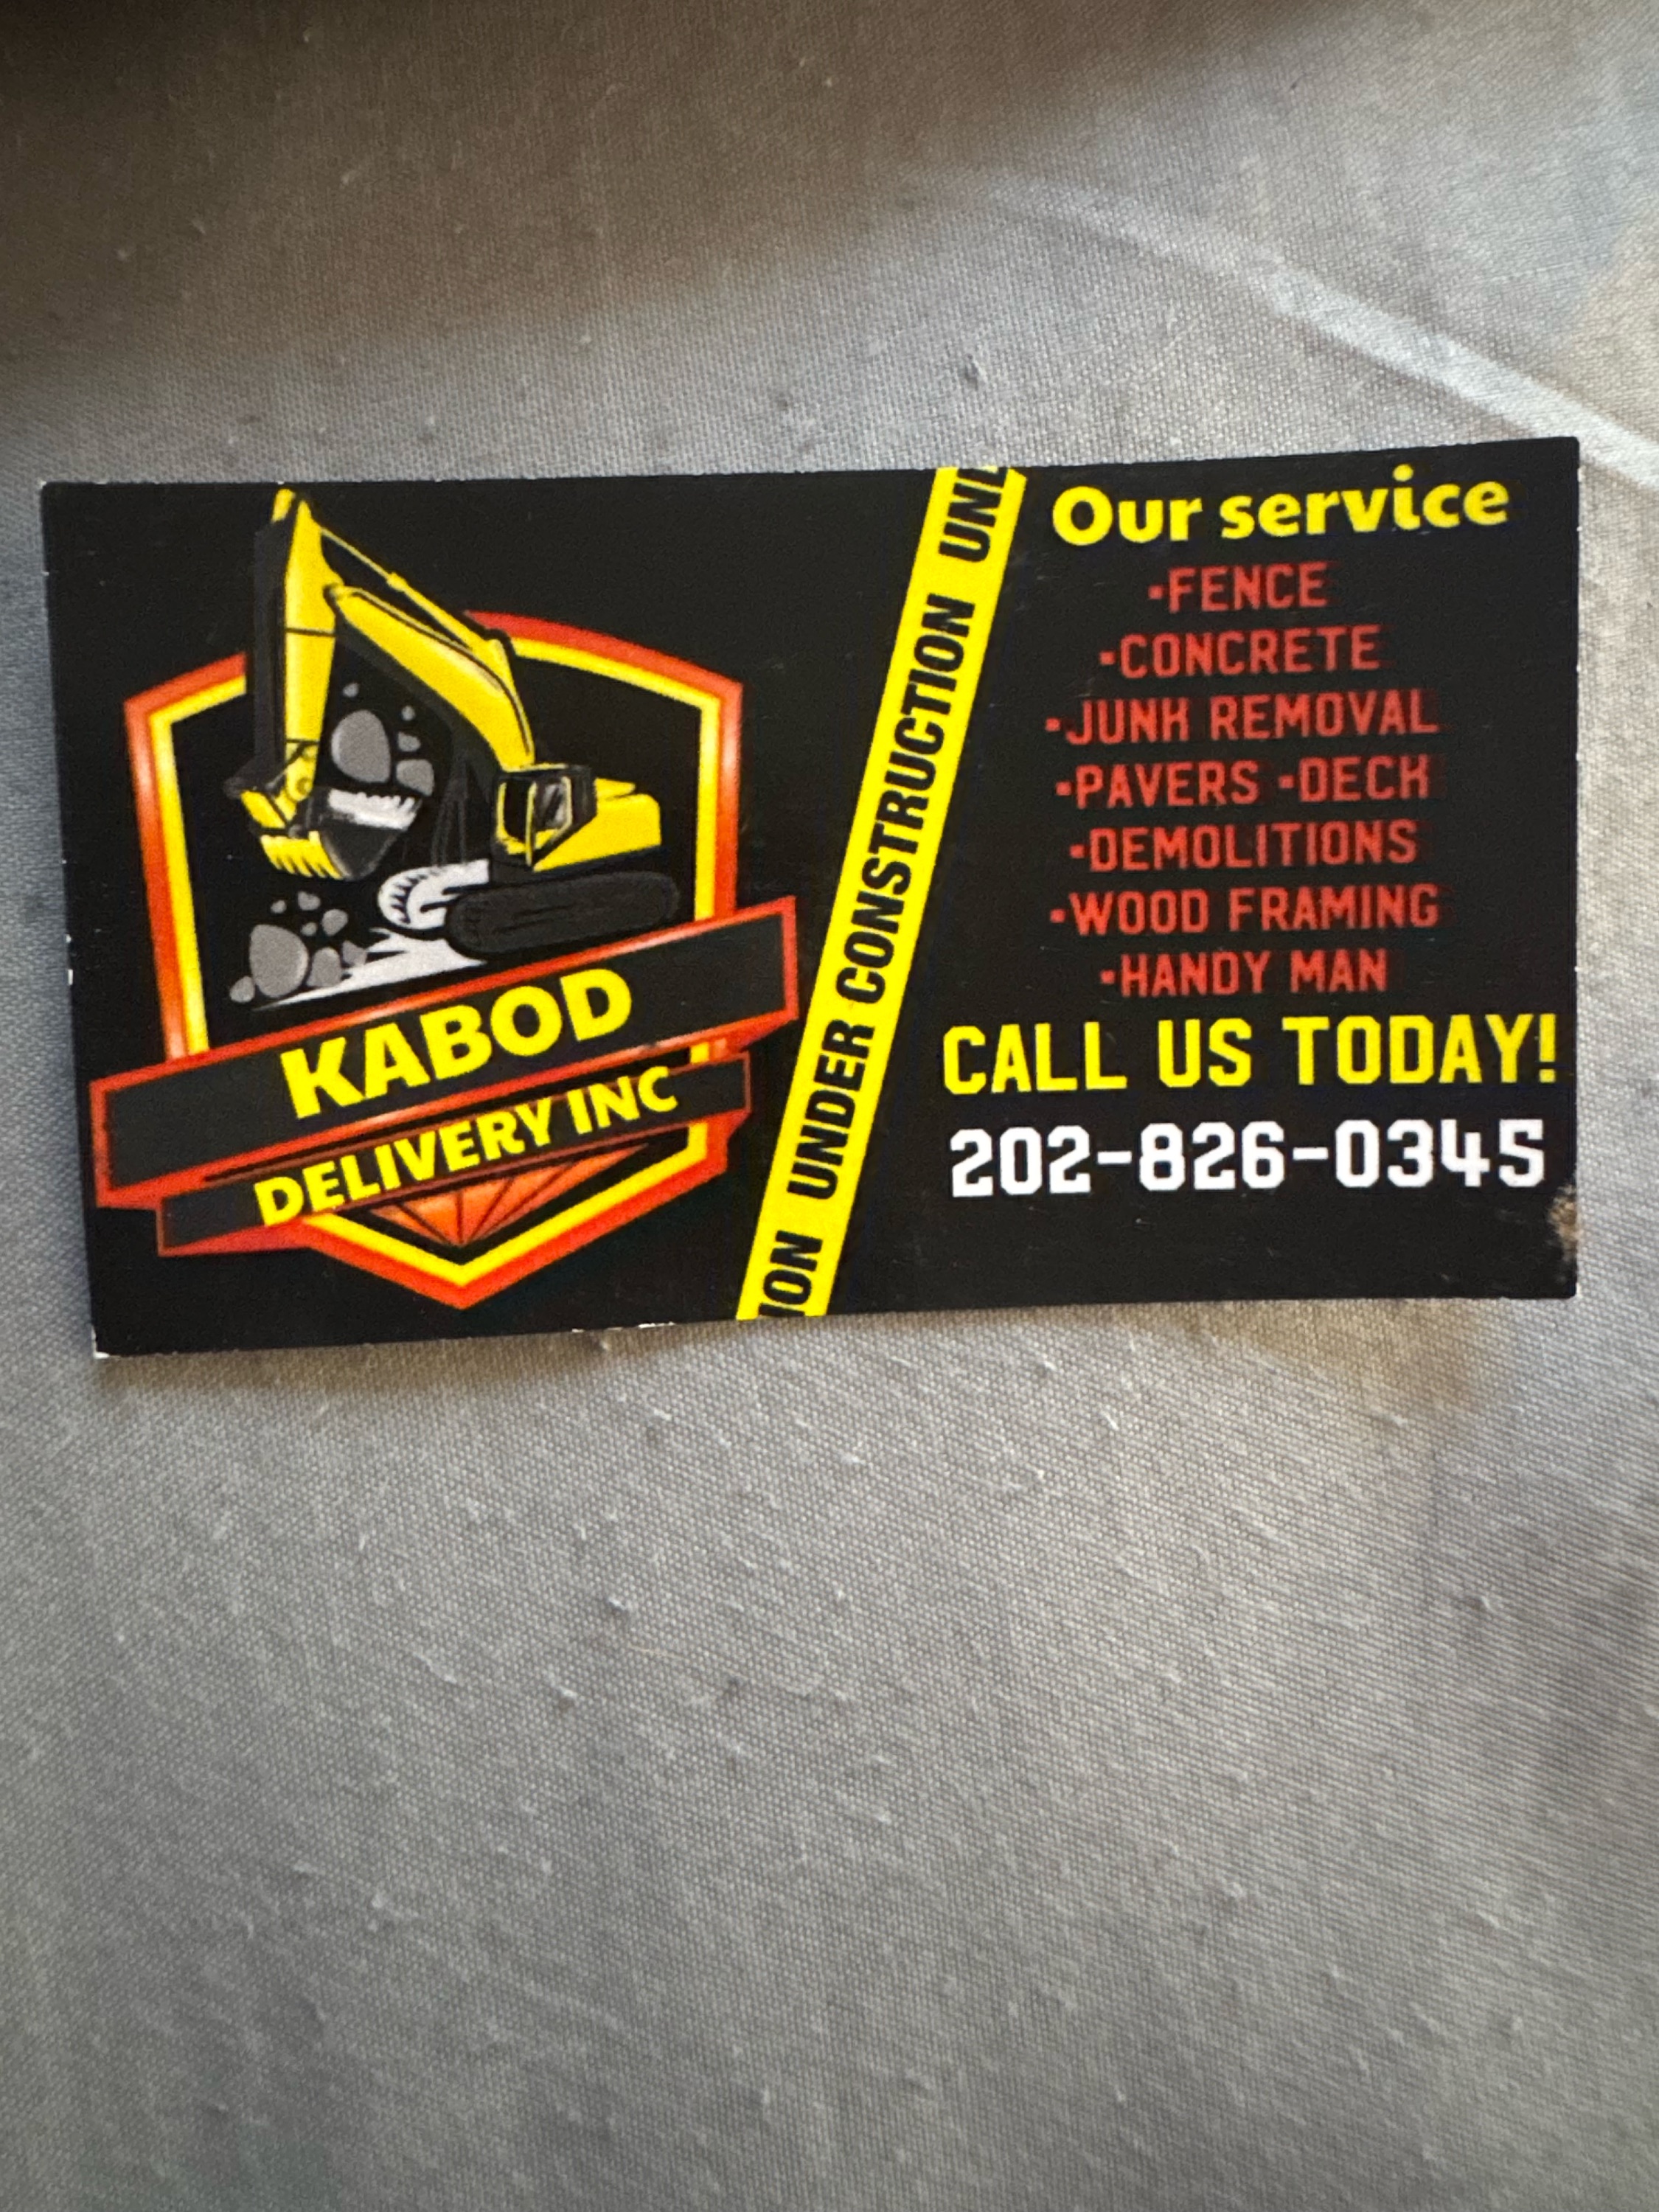 KABOD
DELIVERY INC
UNDER CONSTRUCTION
Our service
•FENCE
•CONCRETE
•JUNK REMOVAL
•PAVERS •DECK
•DEMOLITIONS
•WOOD FRAMING
•HANDY MAN
CALL US TODAY!
202-826-0345